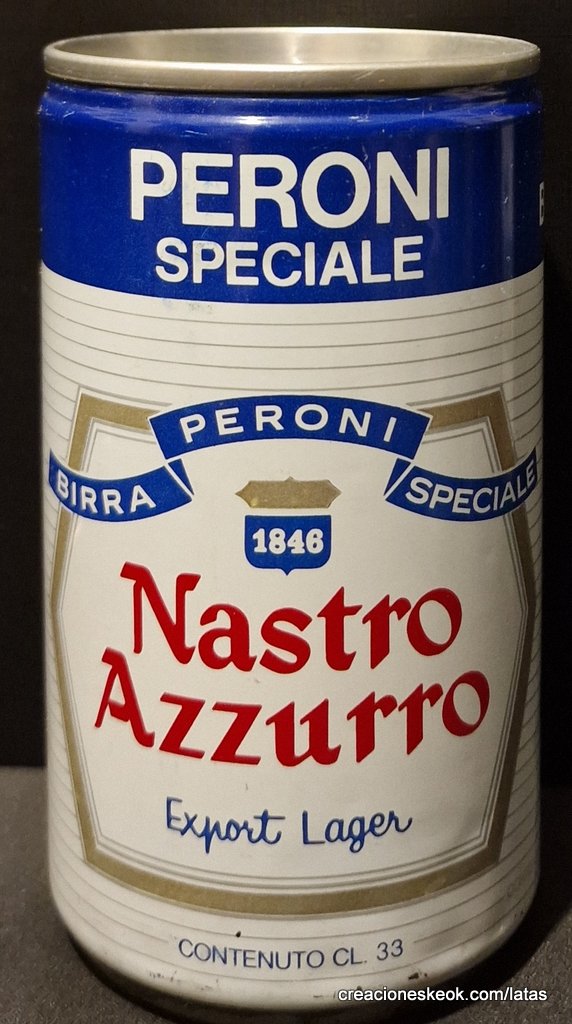 PERONI
SPECIALE
BIRRA PERONI SPECIALE
1846
Nastro
Azzurro
Export Lager
CONTENUTO CL. 33
creacioneskeok.com/latas